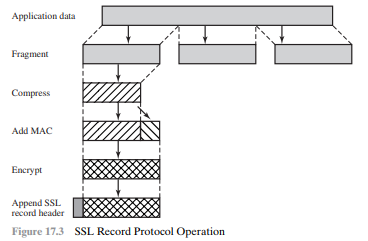 Application data
Fragment
Compress
Add MAC
Encrypt
Append SSL
record header
Figure 17.3 SSL Record Protocol Operation